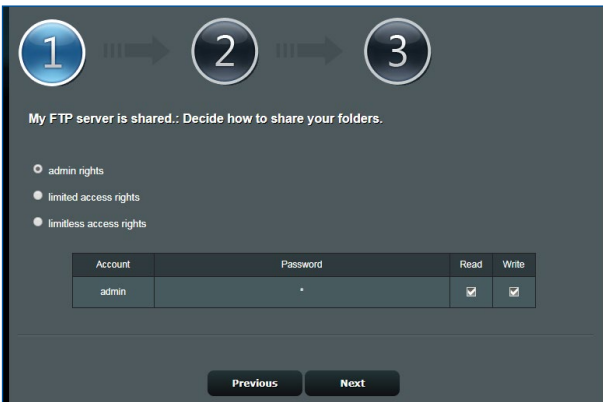 1 2 3
My FTP server is shared.: Decide how to share your folders.
admin rights
limited access rights
limitless access rights
Account Password Read Write
admin *
Previous Next